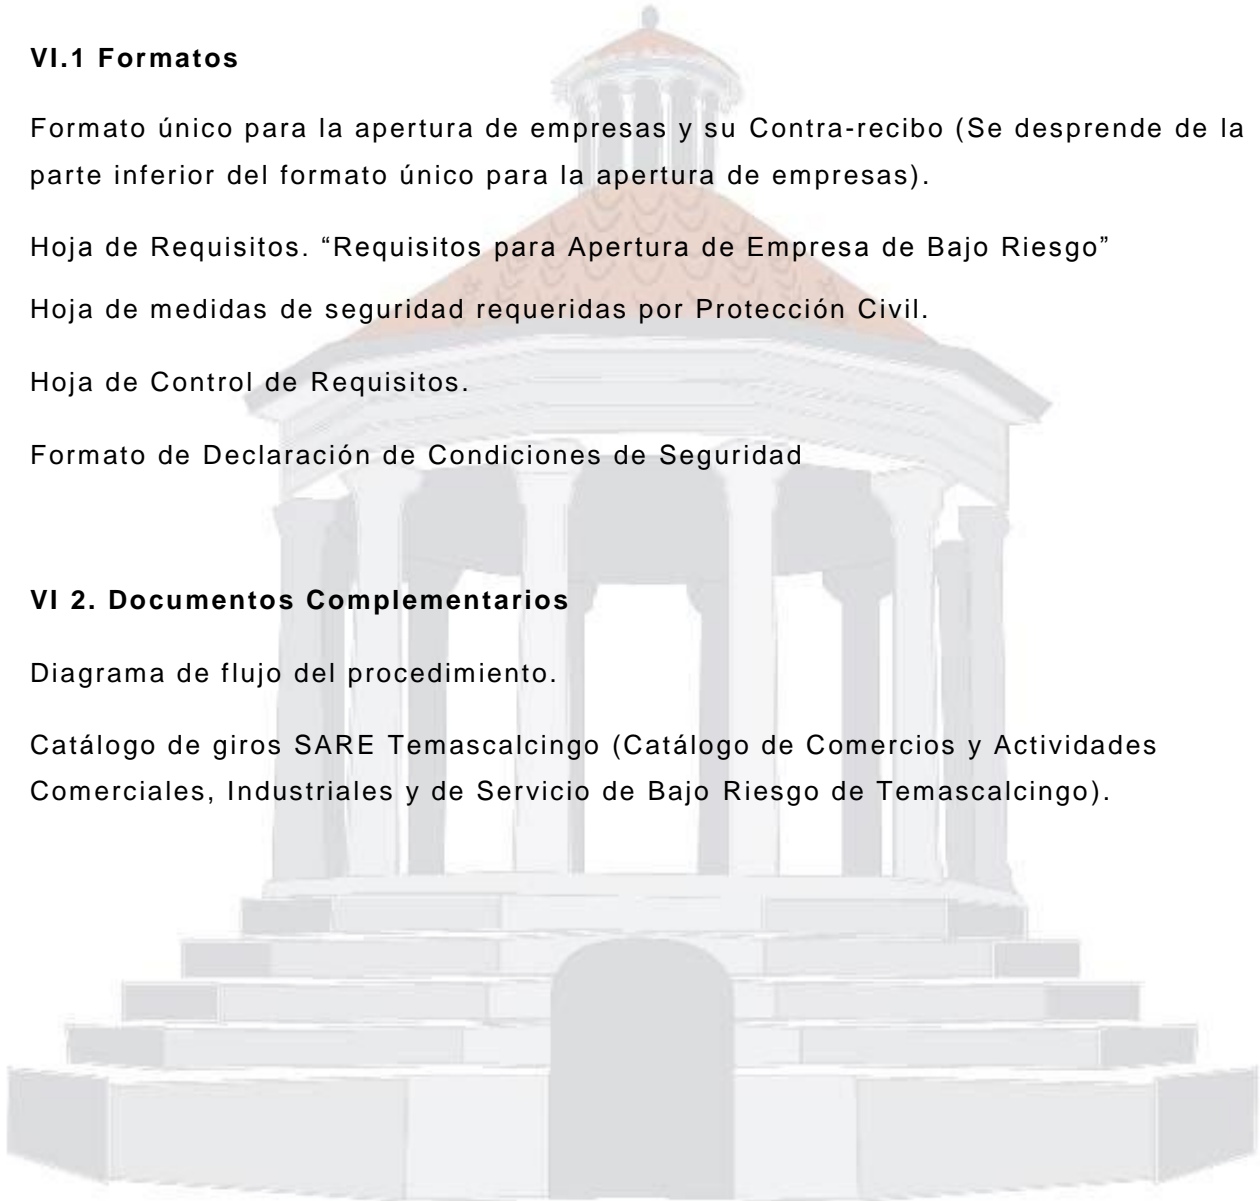 VI.1 Formatos
Formato único para la apertura de empresas y su Contra-recibo (Se desprende de la
parte inferior del formato único para la apertura de empresas).
Hoja de Requisitos. “Requisitos para Apertura de Empresa de Bajo Riesgo”
Hoja de medidas de seguridad requeridas por Protección Civil.
Hoja de Control de Requisitos.
Formato de Declaración de Condiciones de Seguridad
VI 2. Documentos Complementarios
Diagrama de flujo del procedimiento.
Catálogo de giros SARE Temascalcingo (Catálogo de Comercios y Actividades
Comerciales, Industriales y de Servicio de Bajo Riesgo de Temascalcingo).